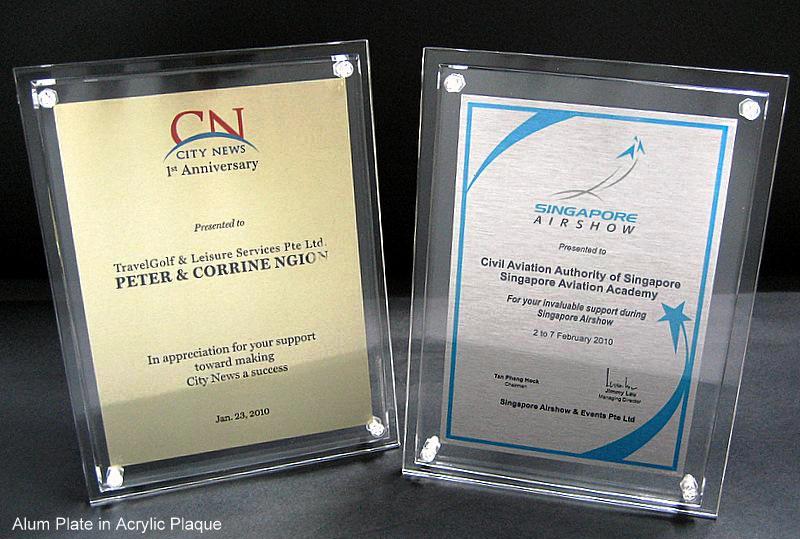 CN
CITY NEWS
1st Anniversary
Presented to
TravelGolf & Leisure Services Pte Ltd.
PETER & CORRINE NGION
In appreciation for your support
toward making
City News a success
Jan. 23, 2010
SINGAPORE
AIRSHOW
Presented to
Civil Aviation Authority of Singapore
Singapore Aviation Academy
For your invaluable support during
Singapore Airshow
2 to 7 February 2010
Tan Pheng Hock
Chairman
Jimmy Lau
Managing Director
Singapore Airshow & Events Pte Ltd
Alum Plate in Acrylic Plaque